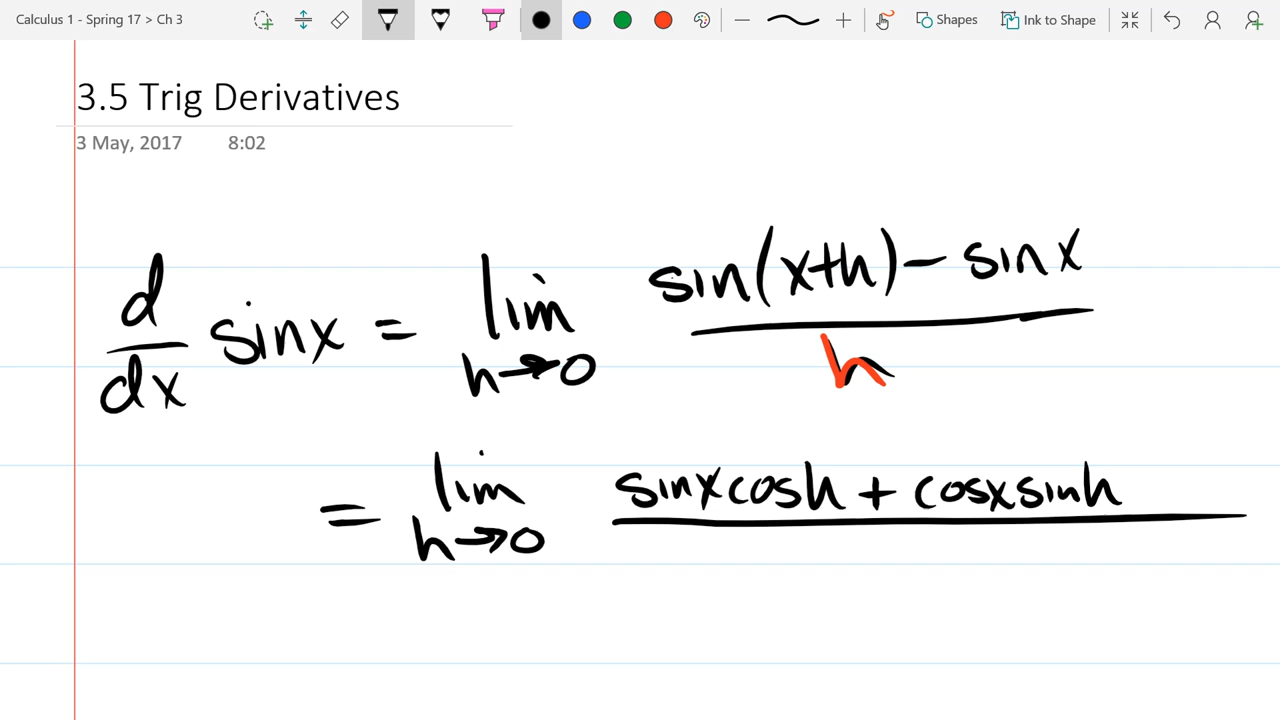 Calculus 1 - Spring 17 > Ch 3 Shapes Ink to Shape
3.5 Trig Derivatives
3 May, 2017 8:02
d/dx sinx = lim h→0 sin(x+h) - sinx / h
= lim h→0 sinxcosh + cosxsinh